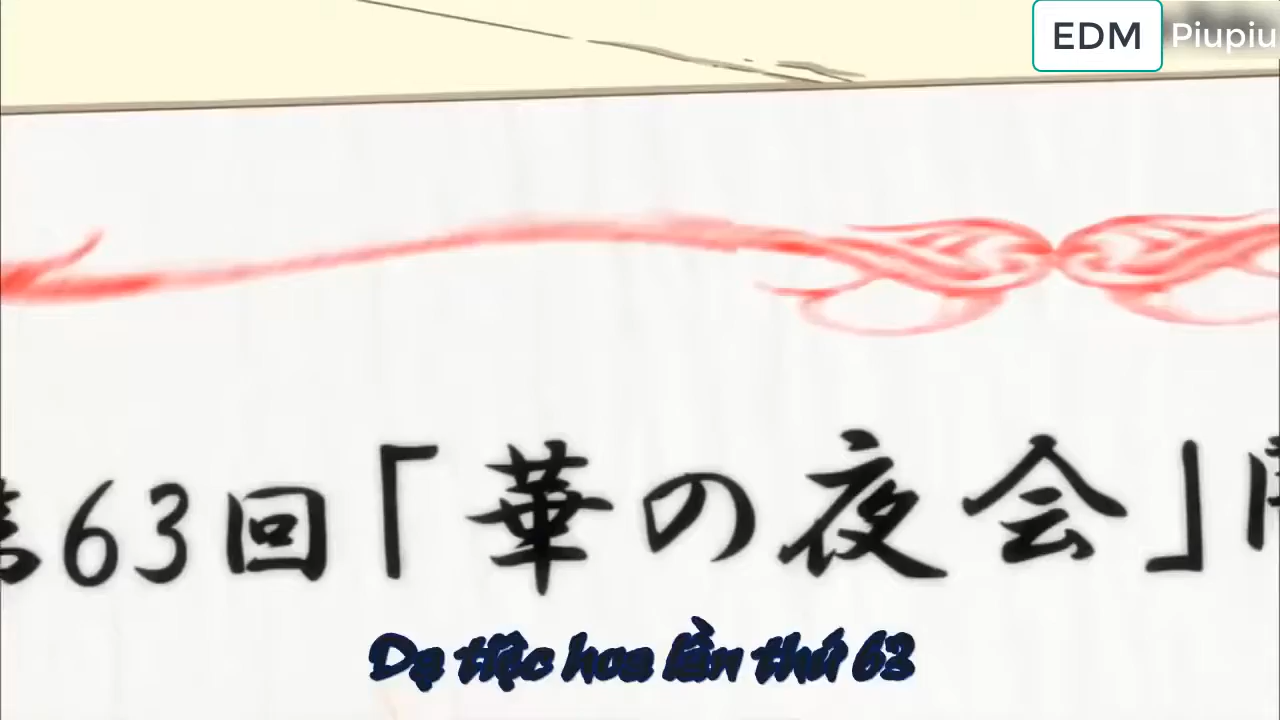 EDM Piupiu
63回「華の夜会」
Dạ tiệc hoa lần thứ 63